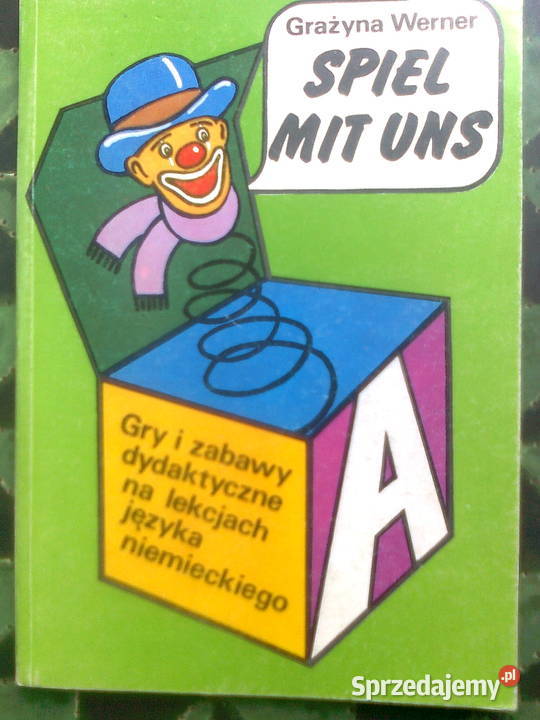 Grażyna Werner
SPIEL
MIT UNS
Gry i zabawy
dydaktyczne
na lekcjach
języka
niemieckiego
A
Sprzedajemy.pl